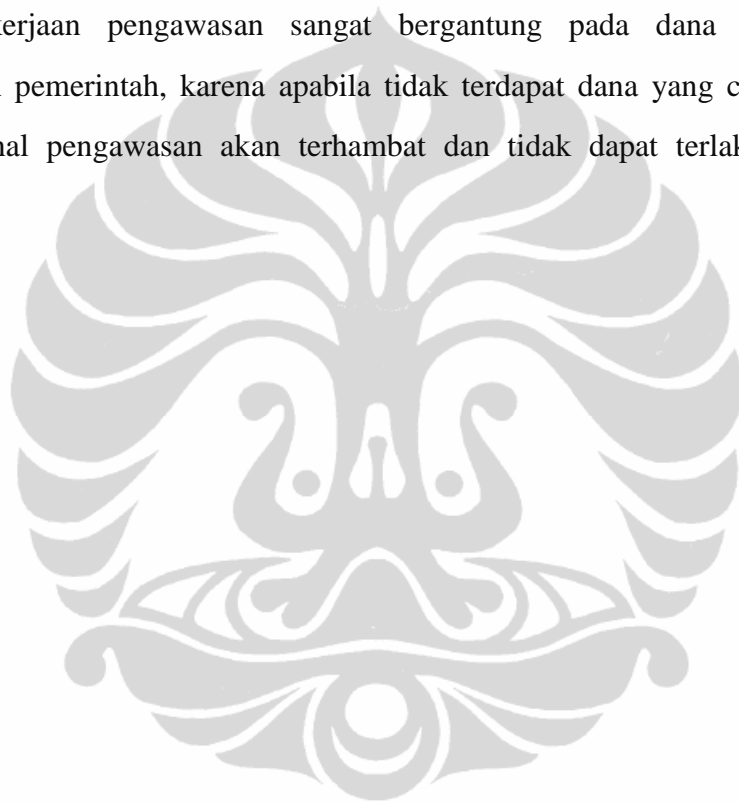 kerjaan pengawasan sangat bergantung pada dana
pemerintah, karena apabila tidak terdapat dana yang
nal pengawasan akan terhambat dan tidak dapat terlak